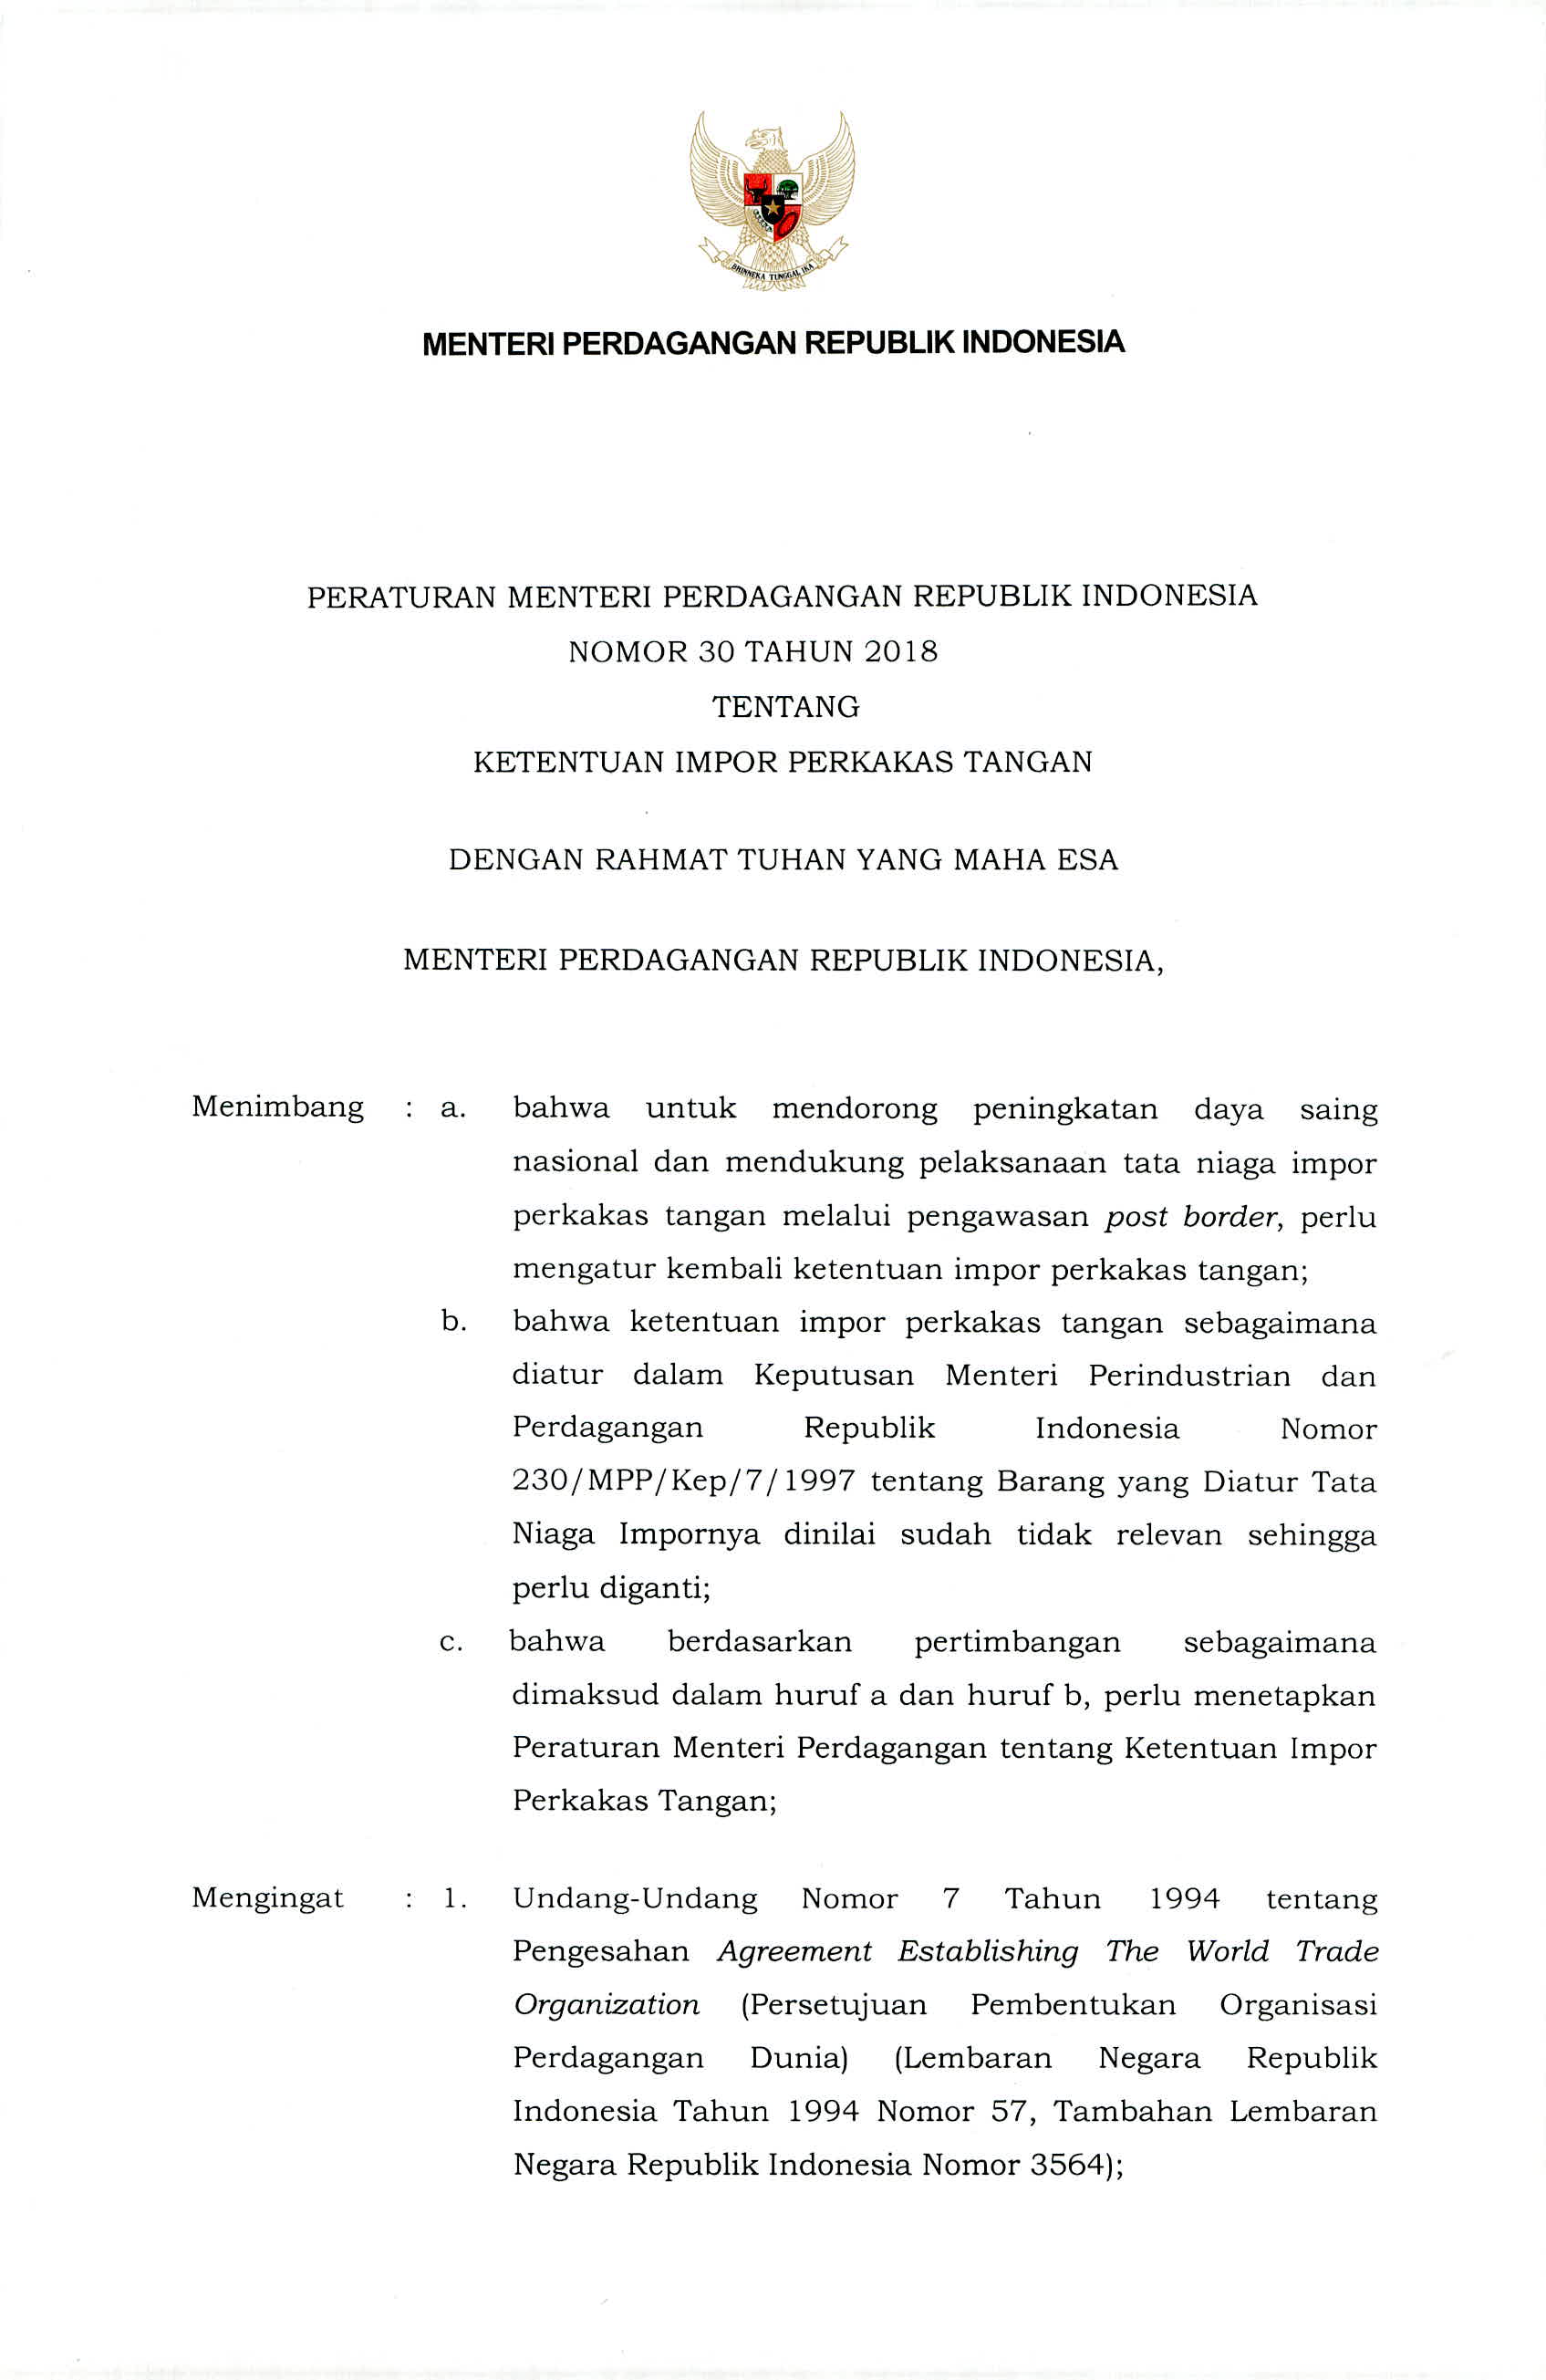 BHINNEKA TUNGGAL IKA
MENTERI PERDAGANGAN REPUBLIK INDONESIA
PERATURAN MENTERI PERDAGANGAN REPUBLIK INDONESIA
NOMOR 30 TAHUN 2018
TENTANG
KETENTUAN IMPOR PERKAKAS TANGAN
DENGAN RAHMAT TUHAN YANG MAHA ESA
MENTERI PERDAGANGAN REPUBLIK INDONESIA,
Menimbang : a. bahwa untuk mendorong peningkatan daya saing
nasional dan mendukung pelaksanaan tata niaga impor
perkakas tangan melalui pengawasan post border, perlu
mengatur kembali ketentuan impor perkakas tangan;
b. bahwa ketentuan impor perkakas tangan sebagaimana
diatur dalam Keputusan Menteri Perindustrian dan
Perdagangan Republik Indonesia Nomor
230/MPP/Kep/7/1997 tentang Barang yang Diatur Tata
Niaga Impornya dinilai sudah tidak relevan sehingga
perlu diganti;
c. bahwa berdasarkan pertimbangan sebagaimana
dimaksud dalam huruf a dan huruf b, perlu menetapkan
Peraturan Menteri Perdagangan tentang Ketentuan Impor
Perkakas Tangan;
Mengingat : 1. Undang-Undang Nomor 7 Tahun 1994 tentang
Pengesahan Agreement Establishing The World Trade
Organization (Persetujuan Pembentukan Organisasi
Perdagangan Dunia) (Lembaran Negara Republik
Indonesia Tahun 1994 Nomor 57, Tambahan Lembaran
Negara Republik Indonesia Nomor 3564);